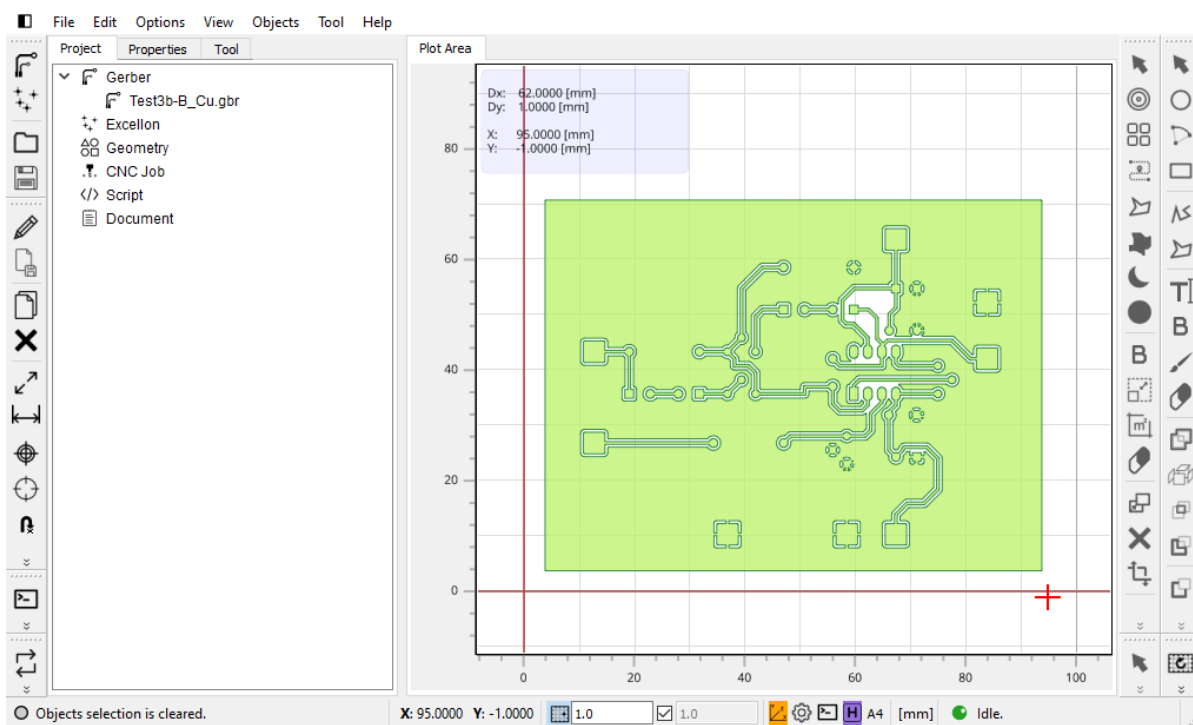 File Edit Options View Objects Tool Help
Project Properties Tool
Plot Area
Gerber
Test3b-B_Cu.gbr
Excellon
Geometry
CNC Job
</> Script
Document
Dx: 62.0000 [mm]
Dy: 1.0000 [mm]
X: 95.0000 [mm]
Y: -1.0000 [mm]
80
60
40
20
0
0 20 40 60 80 100
B
T
B
m²
Objects selection is cleared.
X: 95.0000 Y: -1.0000 1.0 1.0 H A4 [mm] Idle.